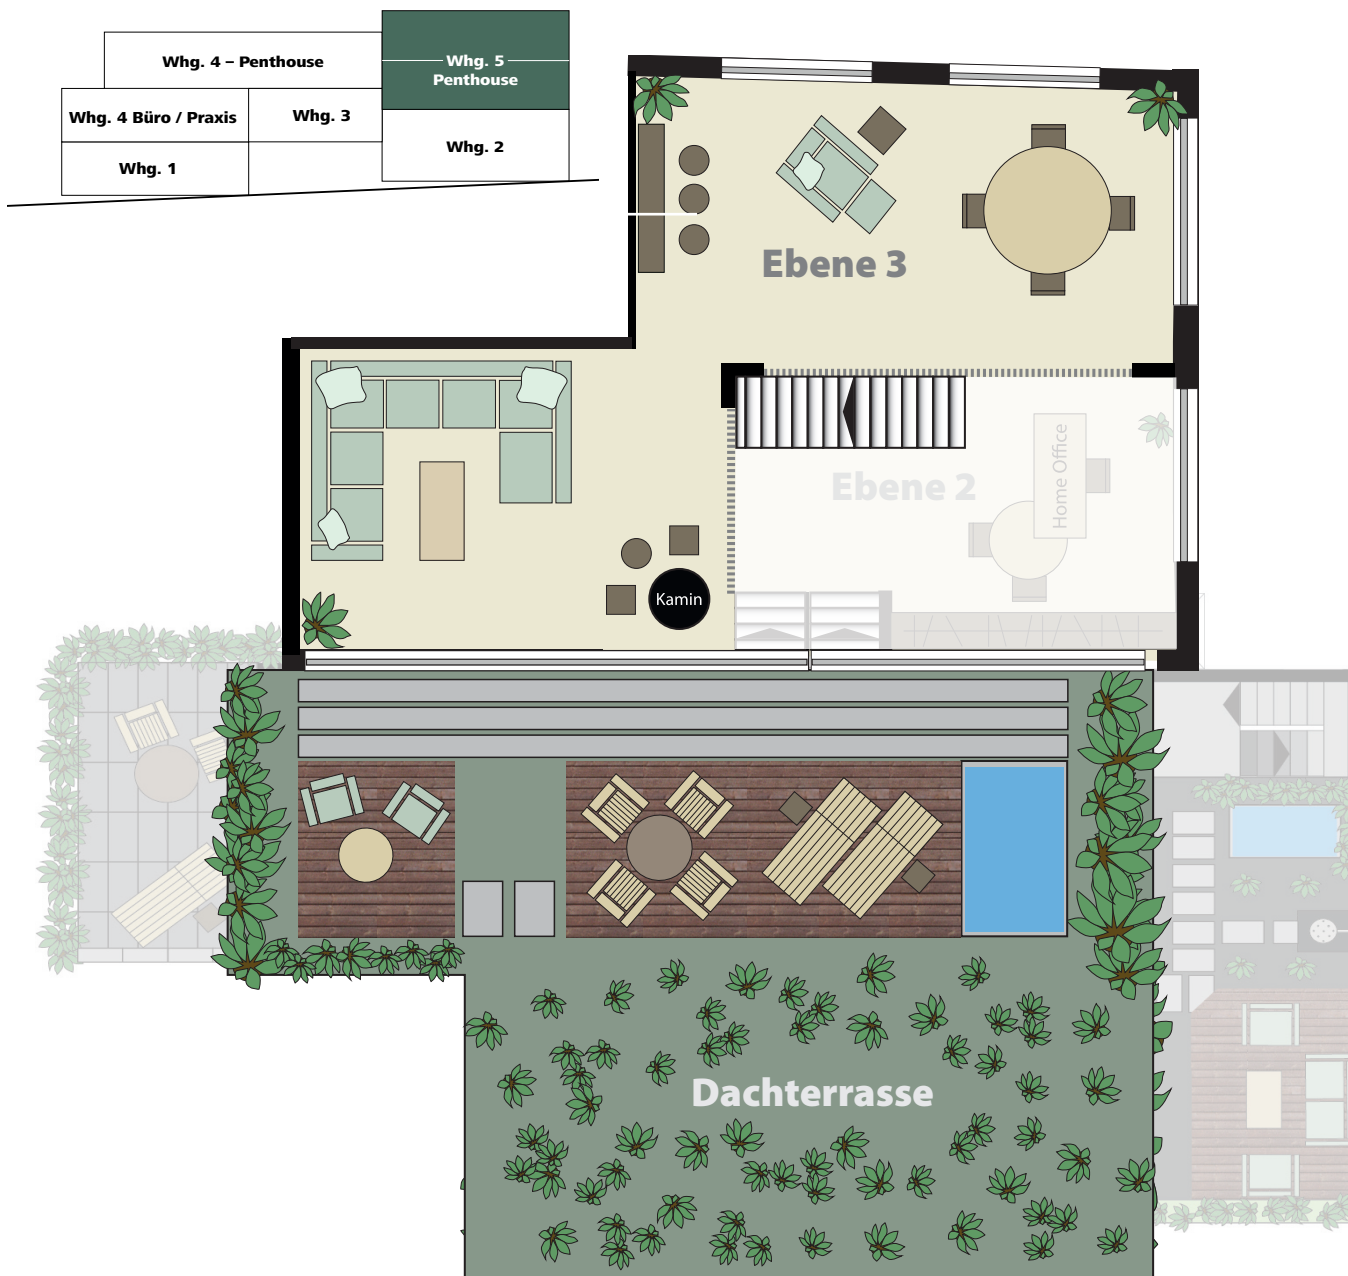 Whg. 4 – Penthouse
Whg. 5
Penthouse
Whg. 4 Büro / Praxis
Whg. 3
Whg. 2
Whg. 1
Ebene 3
Ebene 2
Home Office
Kamin
Dachterrasse